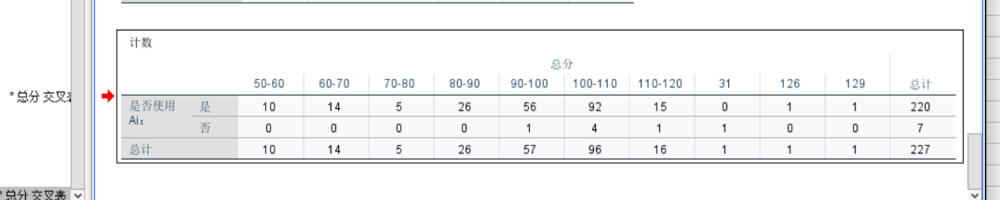 计数
总分
50-60 60-70 70-80 80-90 90-100 100-110 110-120 31 126 129 总计
是否使用Ai： 是 10 14 5 26 56 92 15 0 1 1 220
否 0 0 0 0 1 4 1 1 0 0 7
总计 10 14 5 26 57 96 16 1 1 1 227
*总分 交叉表
*总分 交叉表